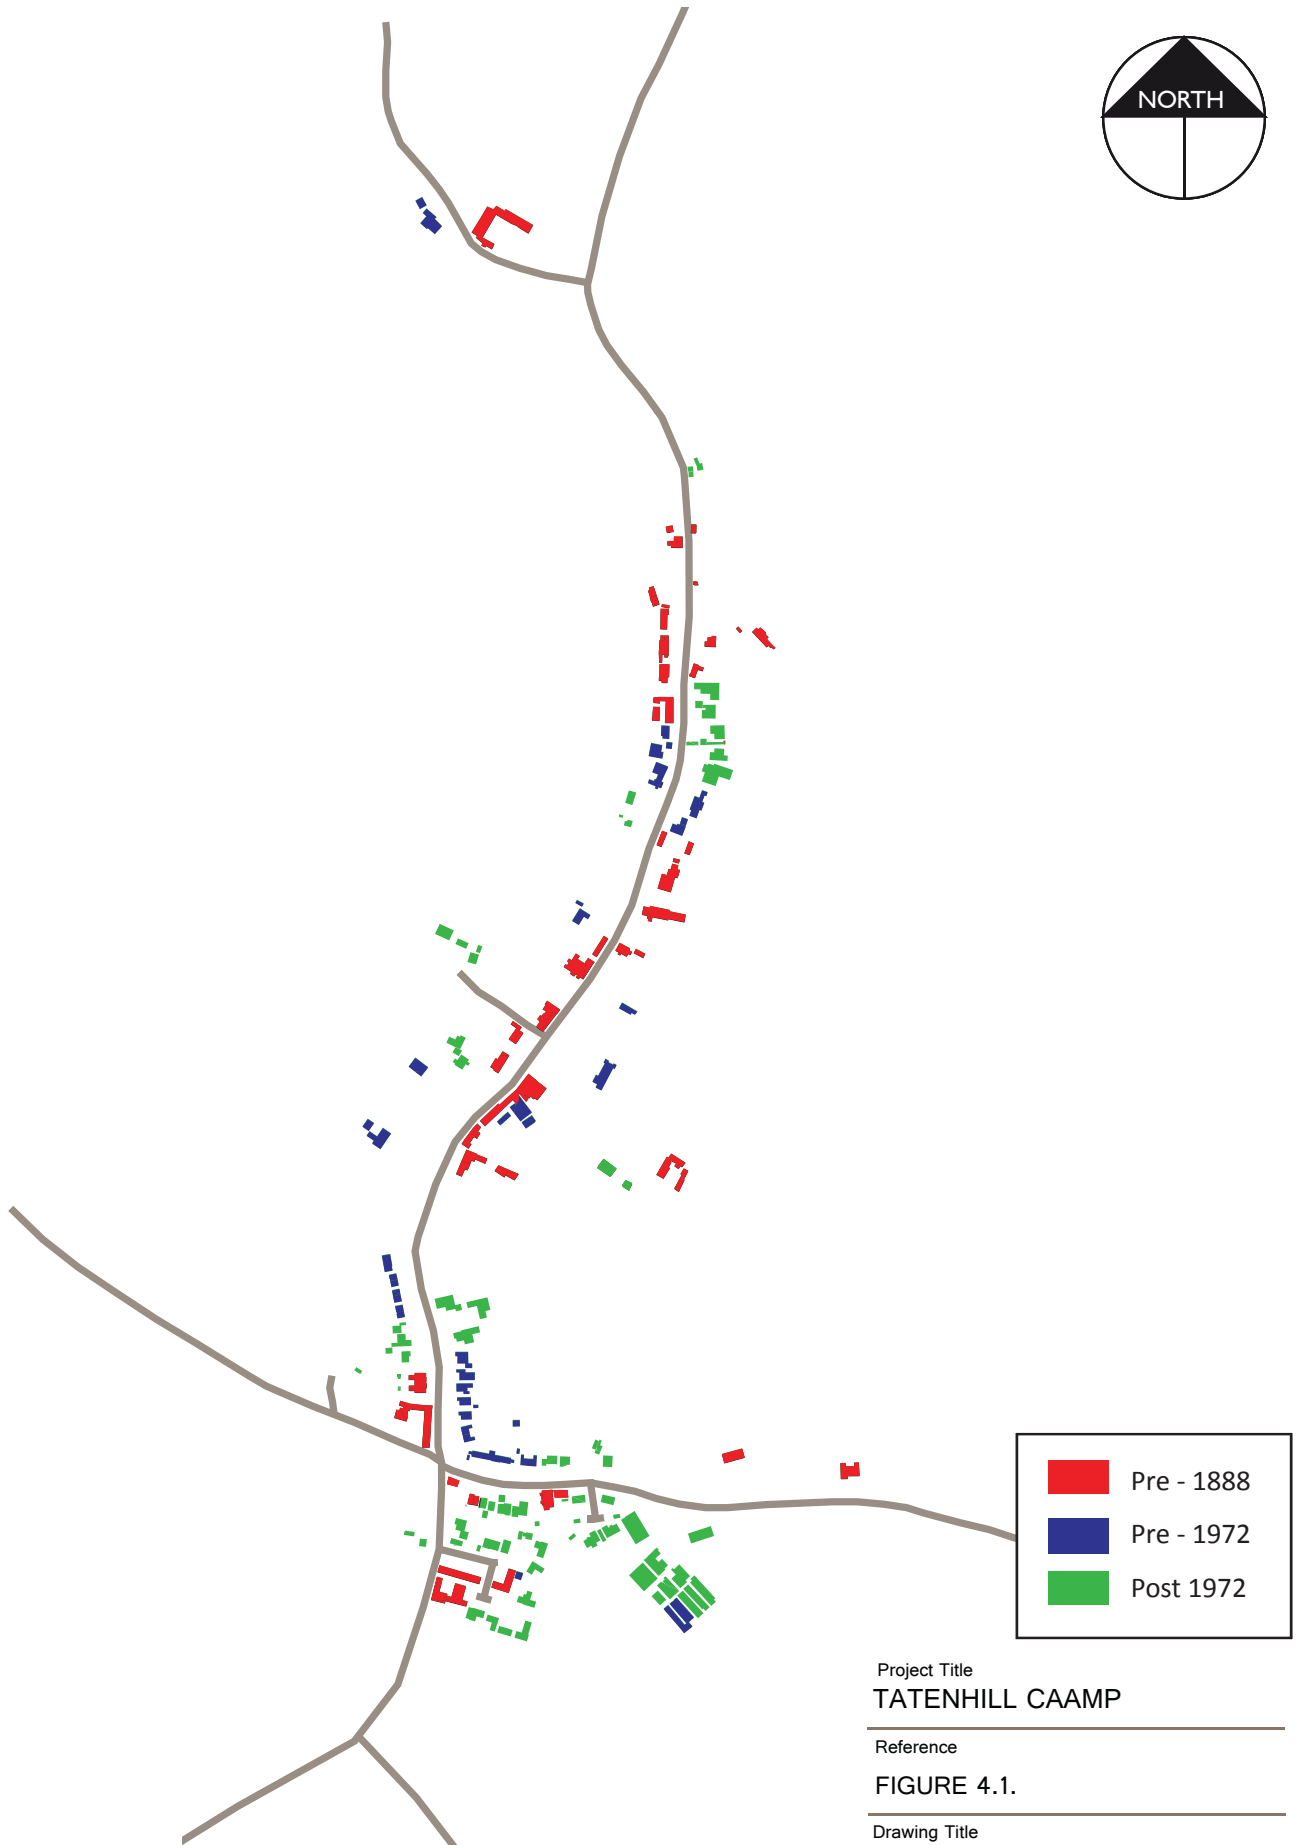 NORTH
Pre - 1888
Pre - 1972
Post 1972
Project Title
TATENHILL CAAMP
Reference
FIGURE 4.1.
Drawing Title